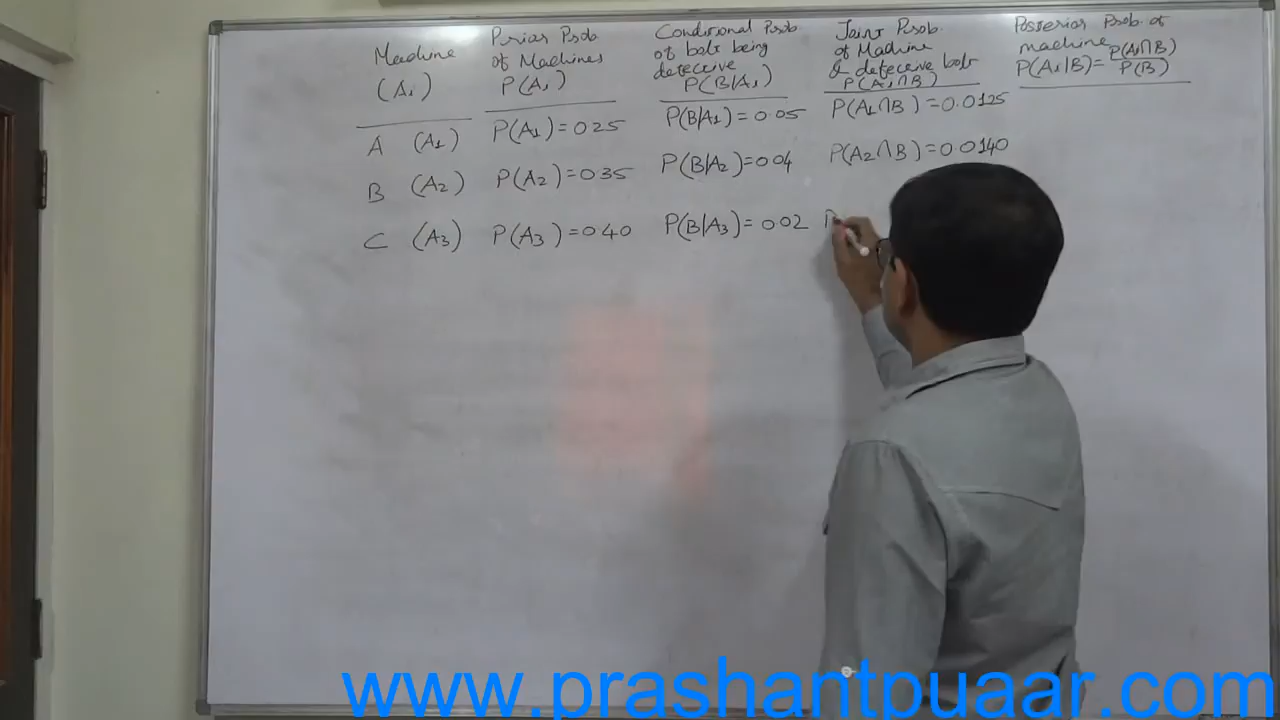 Machine
(Ai)
A (A1)
B (A2)
C (A3)
Prior Prob
of Machines
P(Ai)
P(A1)=0.25
P(A2)=0.35
P(A3)=0.40
Conditional Prob
of bolt being
defective
P(B|Ai)
P(B|A1)=0.05
P(B|A2)=0.04
P(B|A3)=0.02
Joint Prob.
of Machine
& defective bolt
P(Ai∩B)
P(A1∩B)=0.0125
P(A2∩B)=0.0140
P
Posterior Prob. of
machine
P(Ai|B)=P(Ai∩B)/P(B)
www.prashantpuaar.com